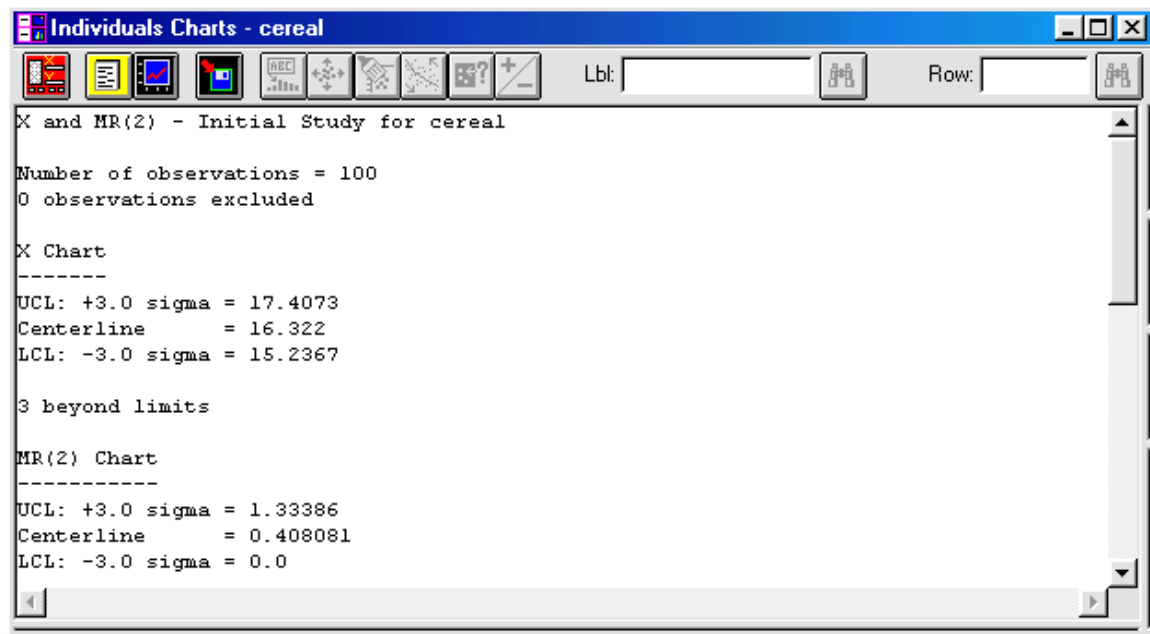 Individuals Charts - cereal
ABC Lbl: Row:
X and MR(2) - Initial Study for cereal
Number of observations = 100
0 observations excluded
X Chart
-------
UCL: +3.0 sigma = 17.4073
Centerline      = 16.322
LCL: -3.0 sigma = 15.2367
3 beyond limits
MR(2) Chart
-----------
UCL: +3.0 sigma = 1.33386
Centerline      = 0.408081
LCL: -3.0 sigma = 0.0